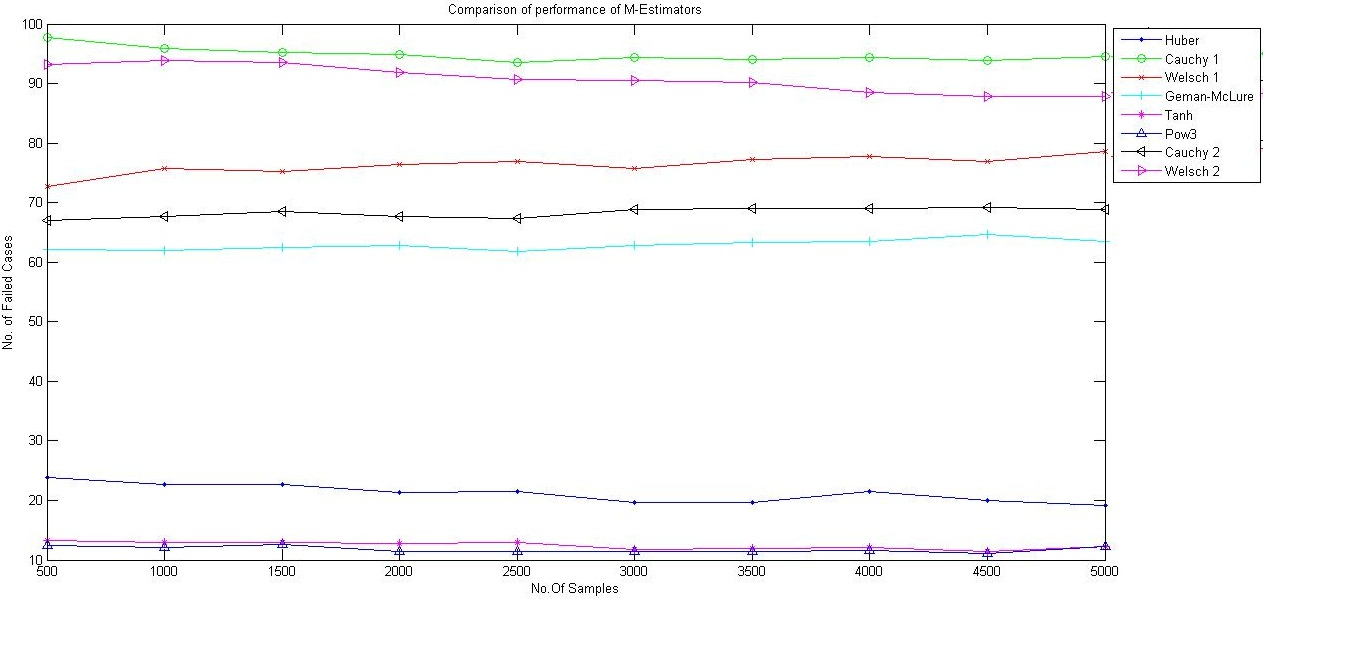 Comparison of performance of M-Estimators
100
90
80
70
60
50
40
30
20
10
No. of Failed Cases
500 1000 1500 2000 2500 3000 3500 4000 4500 5000
No.Of Samples
Huber
Cauchy 1
Welsch 1
Geman-McLure
Tanh
Pow3
Cauchy 2
Welsch 2